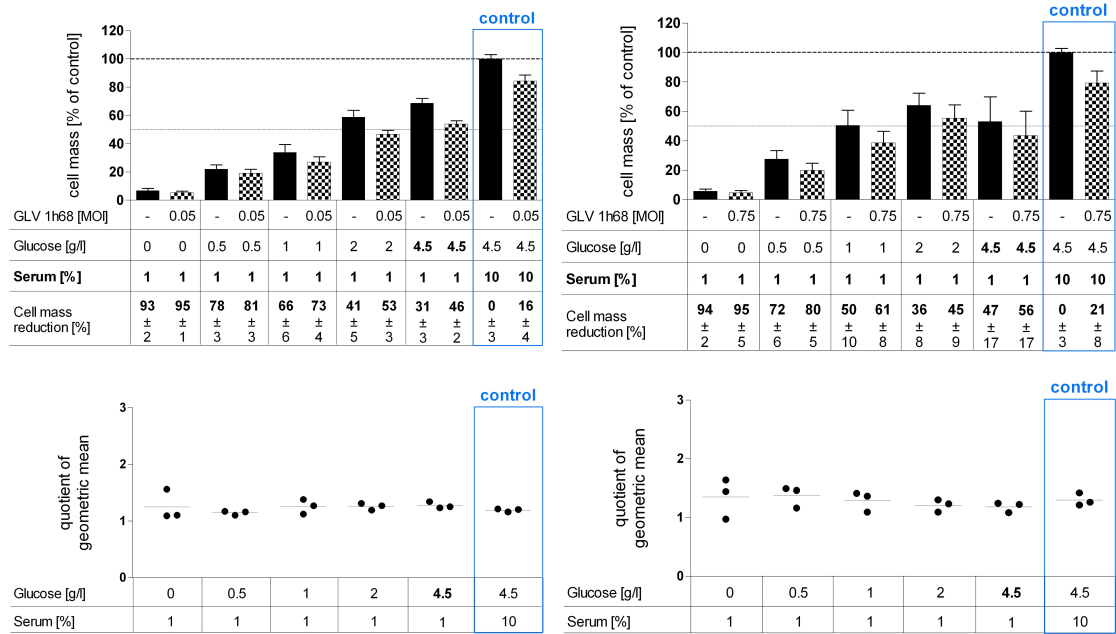 control
120
100
80
60
40
20
0
cell mass [% of control]
GLV 1h68 [MOI] - 0.05 - 0.05 - 0.05 - 0.05 - 0.05 - 0.05
Glucose [g/l] 0 0 0.5 0.5 1 1 2 2 4.5 4.5 4.5 4.5
Serum [%] 1 1 1 1 1 1 1 1 1 1 10 10
Cell mass reduction [%] 93 95 78 81 66 73 41 53 31 46 0 16
± ± ± ± ± ± ± ± ± ± ± ±
2 1 3 3 6 4 5 3 3 2 3 4
control
120
100
80
60
40
20
0
cell mass [% of control]
GLV 1h68 [MOI] - 0.75 - 0.75 - 0.75 - 0.75 - 0.75 - 0.75
Glucose [g/l] 0 0 0.5 0.5 1 1 2 2 4.5 4.5 4.5 4.5
Serum [%] 1 1 1 1 1 1 1 1 1 1 10 10
Cell mass reduction [%] 94 95 72 80 50 61 36 45 47 56 0 21
± ± ± ± ± ± ± ± ± ± ± ±
2 5 6 5 10 8 8 9 17 17 3 8
control
3
2
1
0
quotient of
geometric mean
Glucose [g/l] 0 0.5 1 2 4.5 4.5
Serum [%] 1 1 1 1 1 10
control
3
2
1
0
quotient of
geometric mean
Glucose [g/l] 0 0.5 1 2 4.5 4.5
Serum [%] 1 1 1 1 1 10